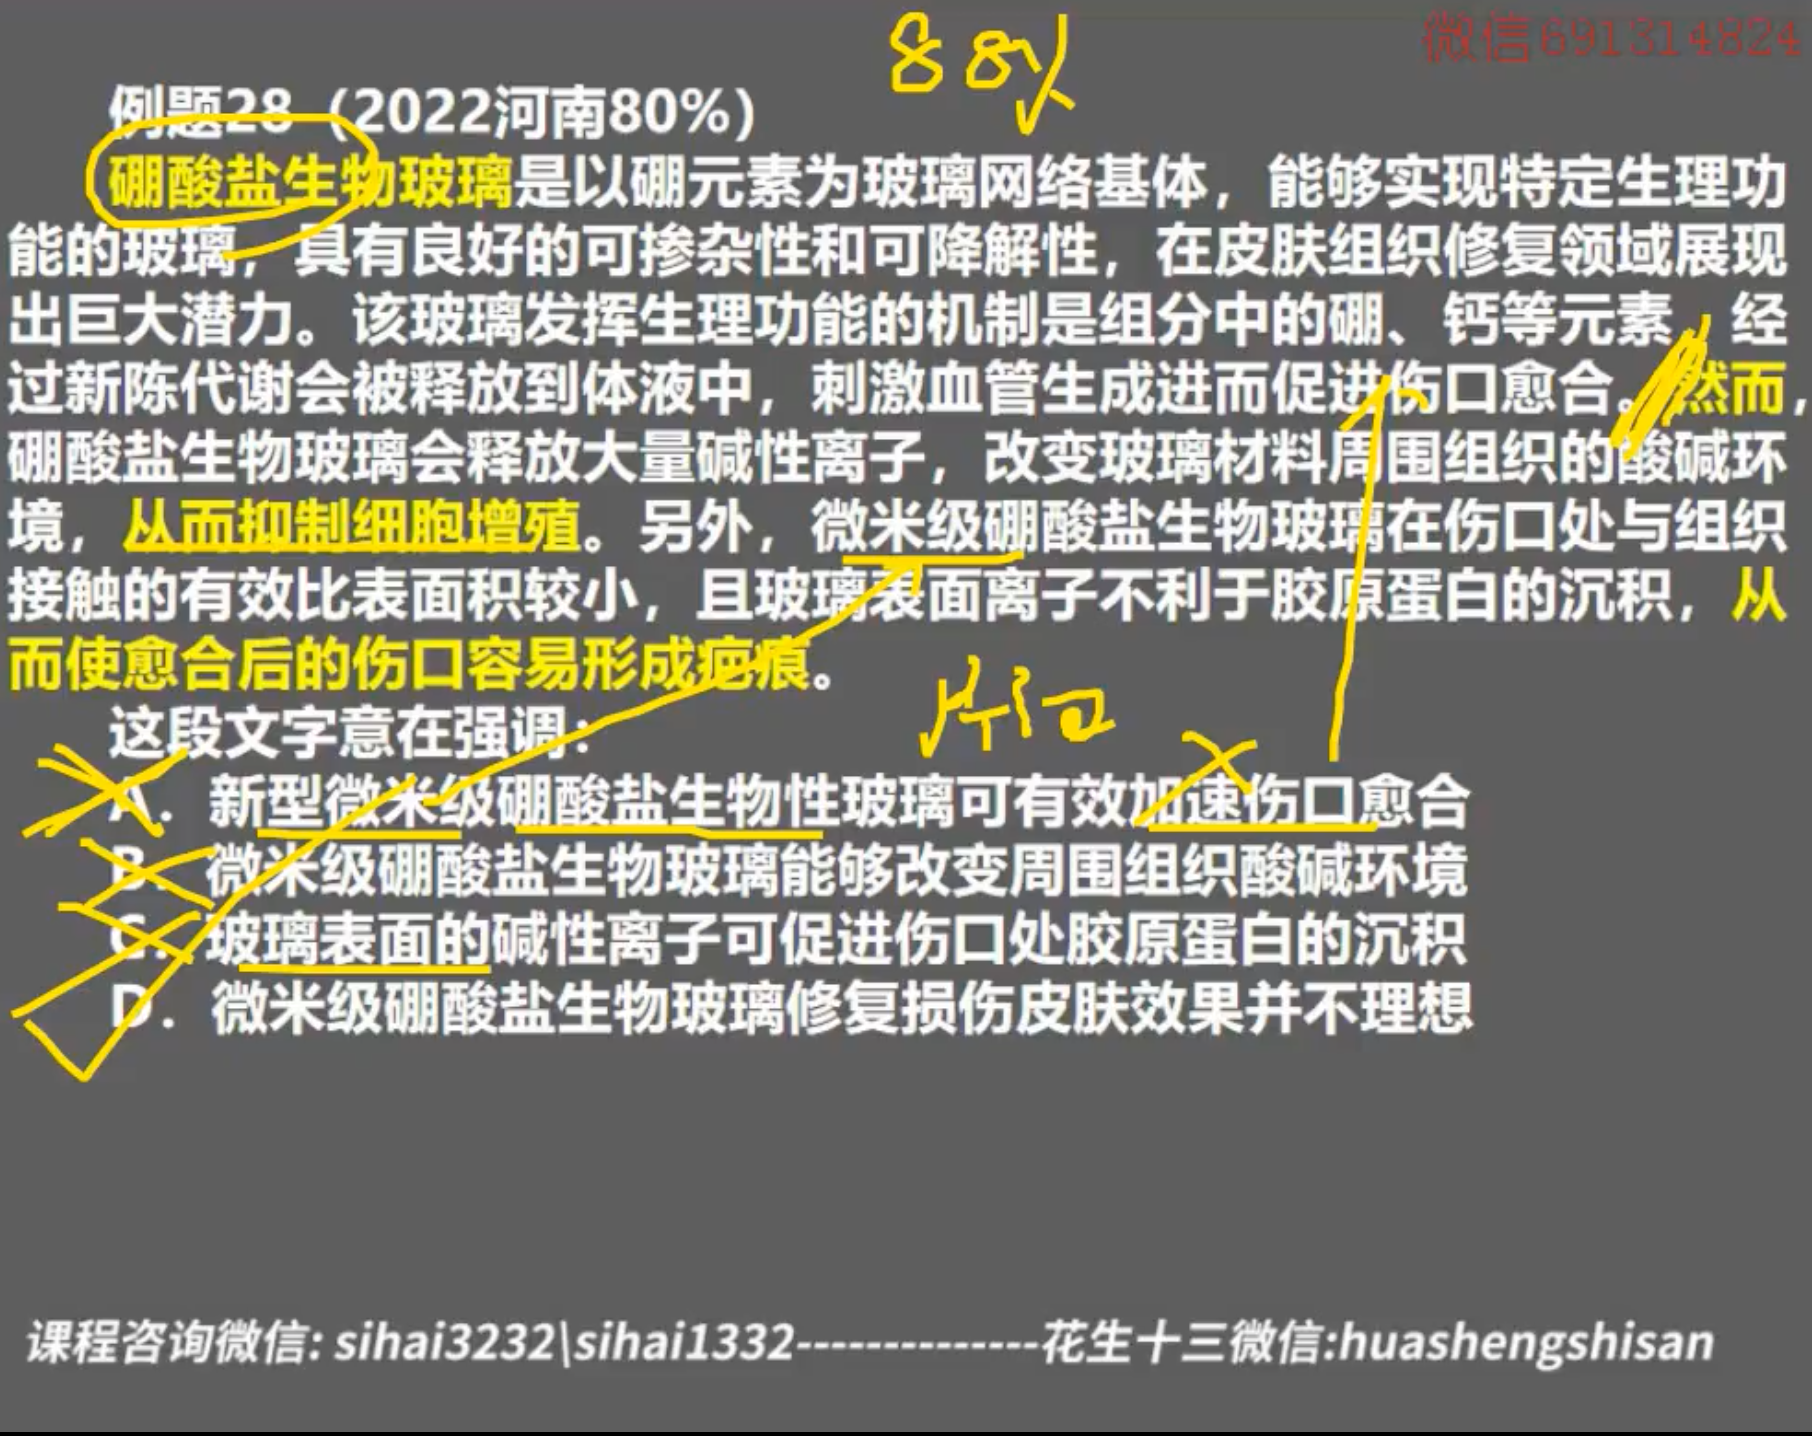 微信691314824
88%
例题28（2022河南80%）
硼酸盐生物玻璃是以硼元素为玻璃网络基体，能够实现特定生理功
能的玻璃，具有良好的可掺杂性和可降解性，在皮肤组织修复领域展现
出巨大潜力。该玻璃发挥生理功能的机制是组分中的硼、钙等元素，经
过新陈代谢会被释放到体液中，刺激血管生成进而促进伤口愈合。然而，
硼酸盐生物玻璃会释放大量碱性离子，改变玻璃材料周围组织的酸碱环
境，从而抑制细胞增殖。另外，微米级硼酸盐生物玻璃在伤口处与组织
接触的有效比表面积较小，且玻璃表面离子不利于胶原蛋白的沉积，从
而使愈合后的伤口容易形成疤痕。
这段文字意在强调：
A．新型微米级硼酸盐生物性玻璃可有效加速伤口愈合
B．微米级硼酸盐生物玻璃能够改变周围组织酸碱环境
C．玻璃表面的碱性离子可促进伤口处胶原蛋白的沉积
D．微米级硼酸盐生物玻璃修复损伤皮肤效果并不理想
课程咨询微信: sihai3232\sihai1332--------------花生十三微信:huashengshisan